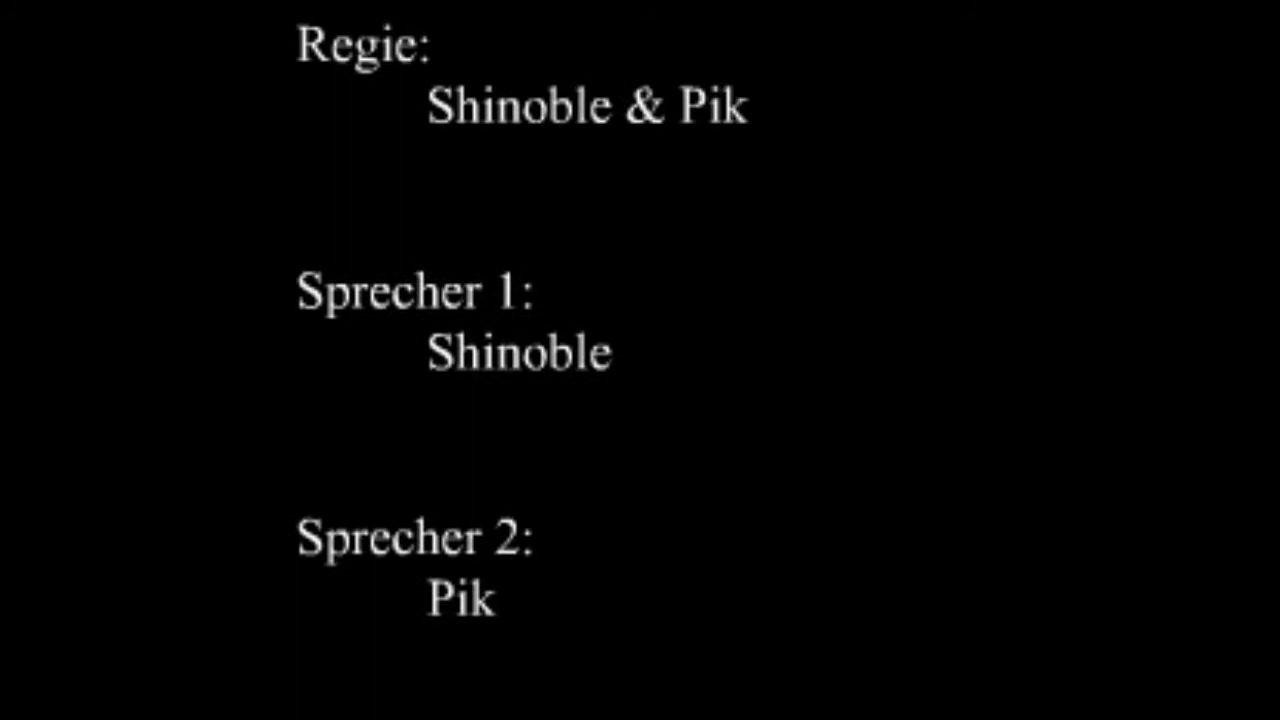 Regie:
Shinoble & Pik
Sprecher 1:
Shinoble
Sprecher 2:
Pik